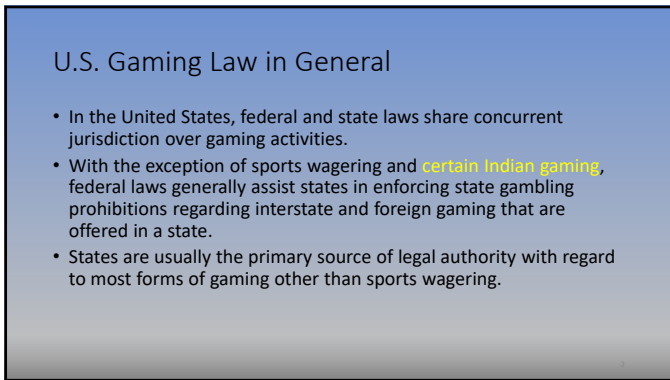 U.S. Gaming Law in General
• In the United States, federal and state laws share concurrent
jurisdiction over gaming activities.
• With the exception of sports wagering and certain Indian gaming,
federal laws generally assist states in enforcing state gambling
prohibitions regarding interstate and foreign gaming that are
offered in a state.
• States are usually the primary source of legal authority with regard
to most forms of gaming other than sports wagering.